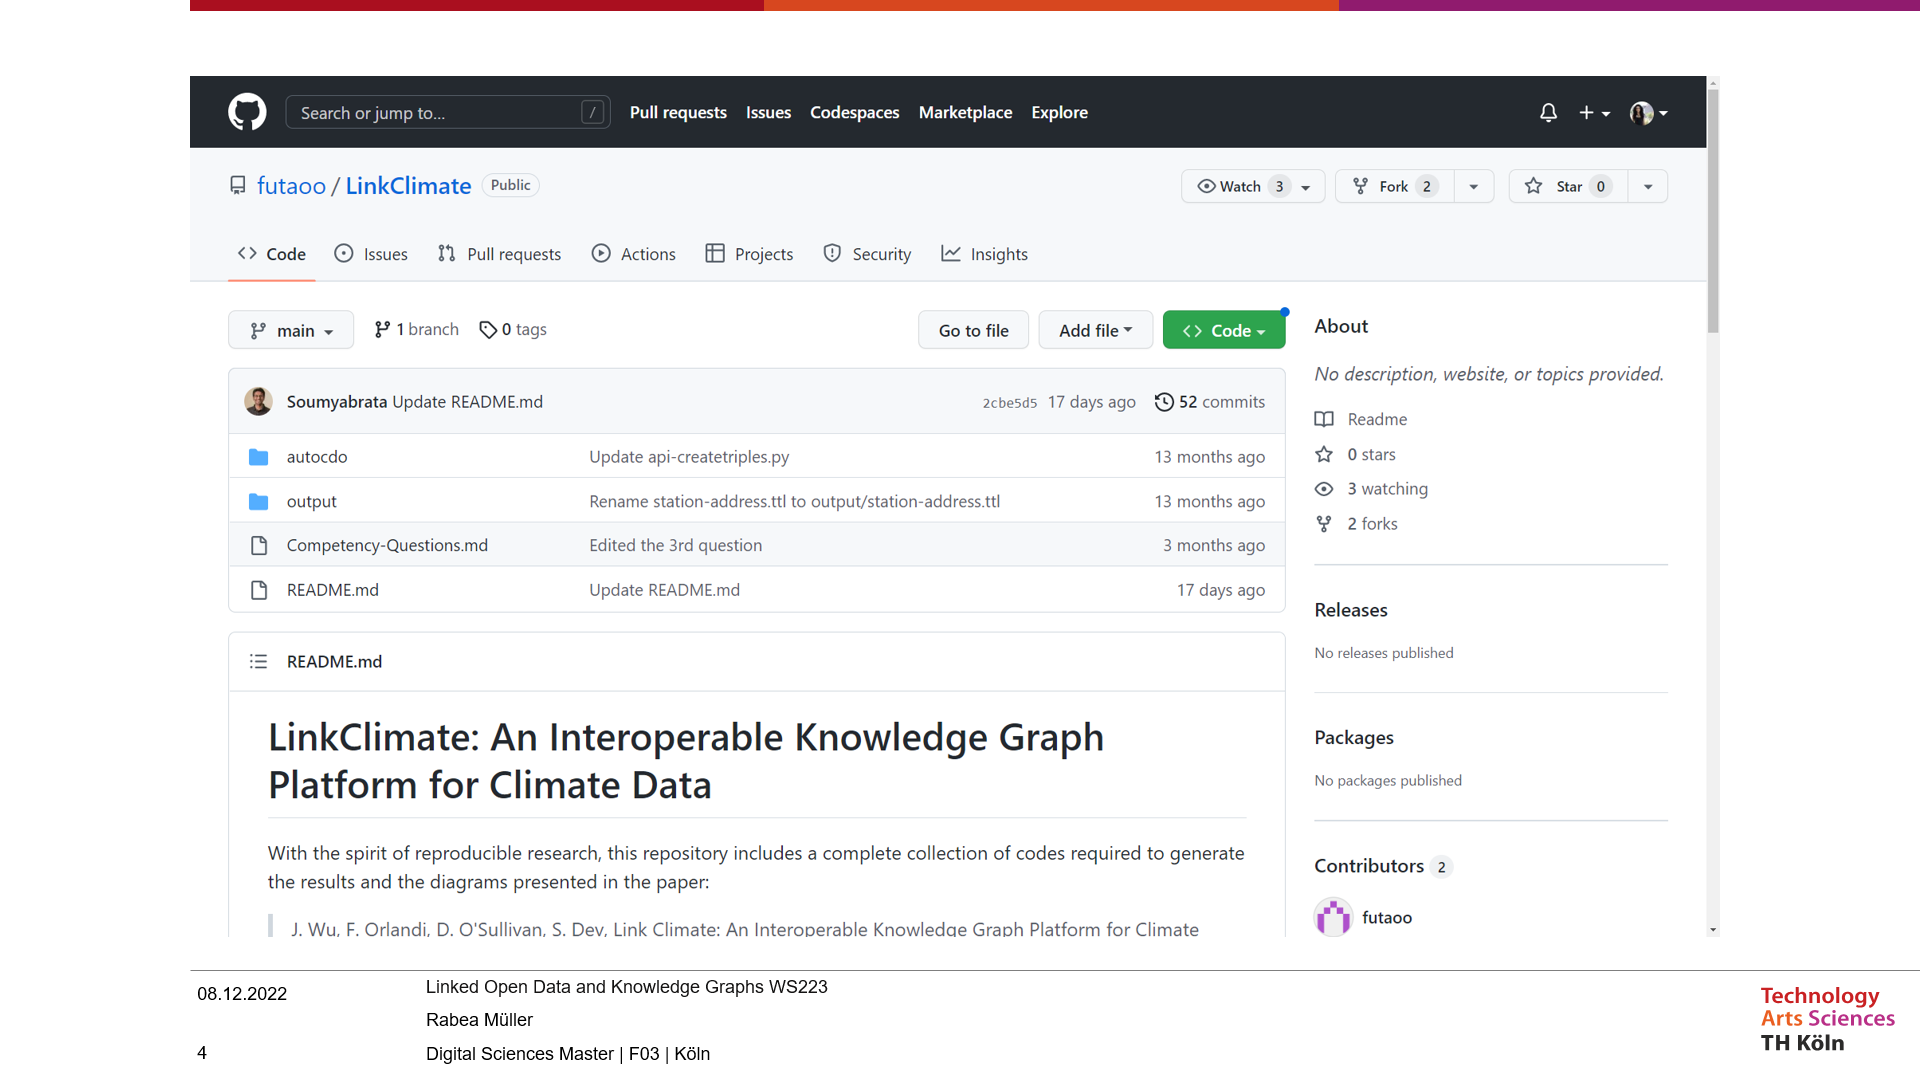 Search or jump to... /
Pull requests Issues Codespaces Marketplace Explore
futaoo / LinkClimate Public
Watch 3 Fork 2 Star 0
Code Issues Pull requests Actions Projects Security Insights
main 1 branch 0 tags
Go to file Add file Code
Soumyabrata Update README.md 2cbe5d5 17 days ago 52 commits
autocdo Update api-createtriples.py 13 months ago
output Rename station-address.ttl to output/station-address.ttl 13 months ago
Competency-Questions.md Edited the 3rd question 3 months ago
README.md Update README.md 17 days ago
README.md
LinkClimate: An Interoperable Knowledge Graph
Platform for Climate Data
With the spirit of reproducible research, this repository includes a complete collection of codes required to generate
the results and the diagrams presented in the paper:
J. Wu, F. Orlandi, D. O'Sullivan, S. Dev, Link Climate: An Interoperable Knowledge Graph Platform for Climate
About
No description, website, or topics provided.
Readme
0 stars
3 watching
2 forks
Releases
No releases published
Packages
No packages published
Contributors 2
futaoo
08.12.2022
4
Linked Open Data and Knowledge Graphs WS223
Rabea Müller
Digital Sciences Master | F03 | Köln
Technology
Arts Sciences
TH Köln